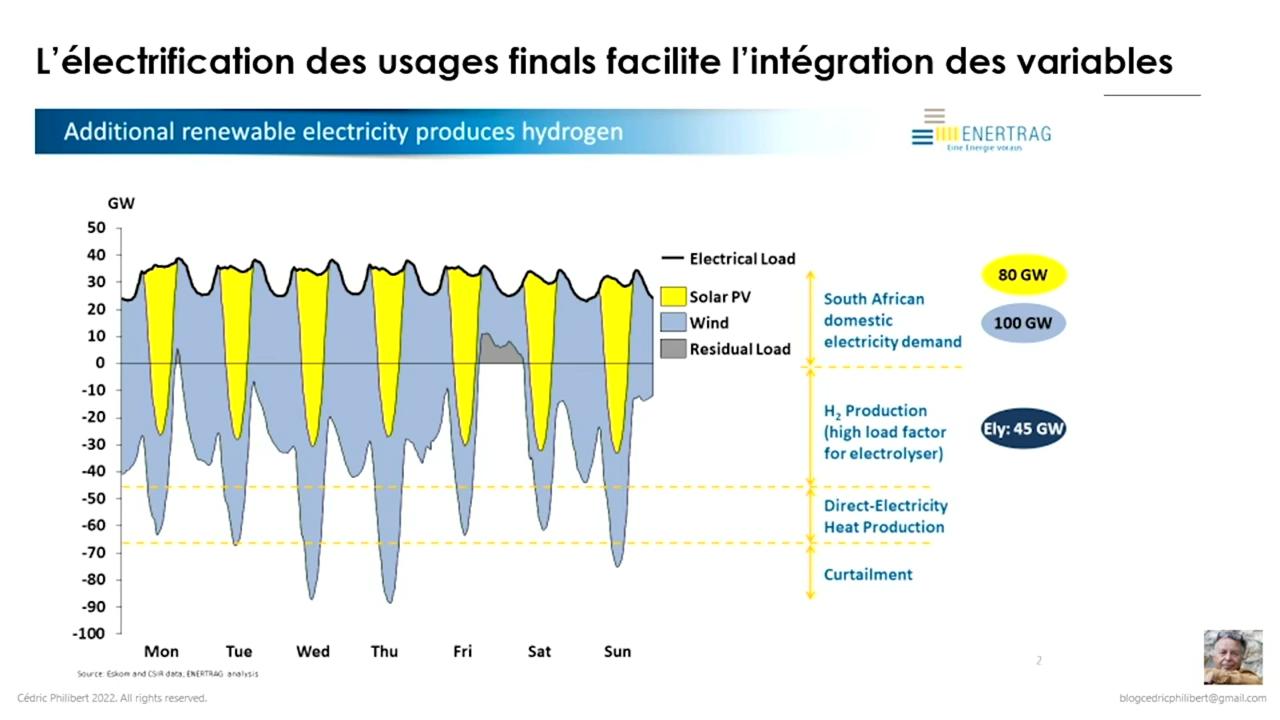 L’électrification des usages finals facilite l’intégration des variables
Additional renewable electricity produces hydrogen
ENERTRAG
Eine Energie voraus
GW
50
40
30
20
10
0
-10
-20
-30
-40
-50
-60
-70
-80
-90
-100
Mon Tue Wed Thu Fri Sat Sun
Electrical Load
Solar PV
Wind
Residual Load
South African
domestic
electricity demand
H₂ Production
(high load factor
for electrolyser)
Direct-Electricity
Heat Production
Curtailment
80 GW
100 GW
Ely: 45 GW
Source: Eskom and CSIR data; ENERTRAG analysis
2
Cédric Philibert 2022. All rights reserved.
blogcedricphilibert@gmail.com